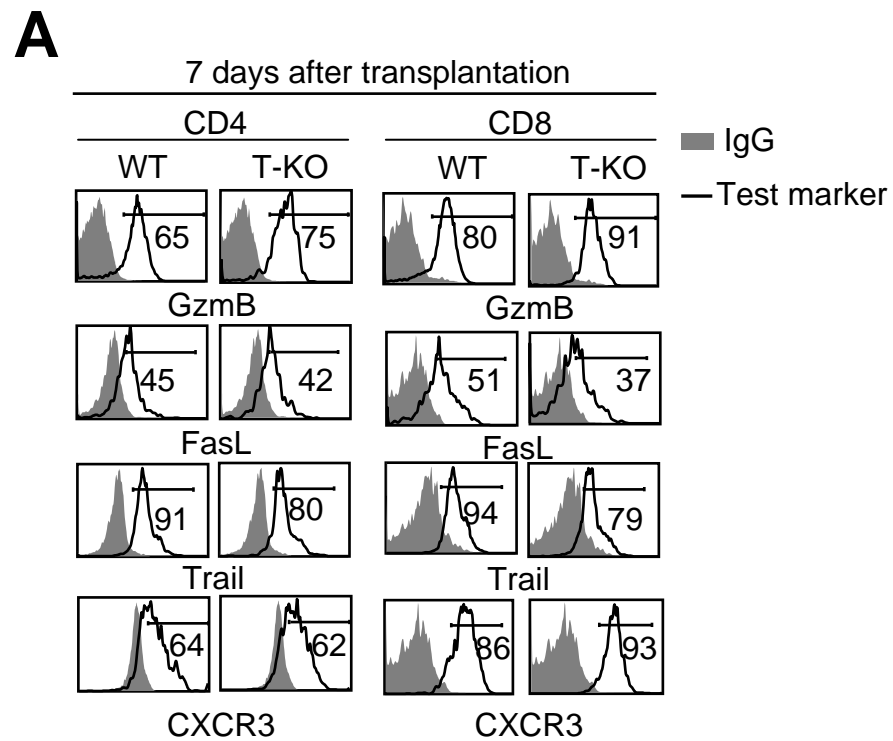 A
7 days after transplantation
CD4 CD8
WT T-KO WT T-KO
IgG
Test marker
65 75 80 91
GzmB GzmB
45 42 51 37
FasL FasL
91 80 94 79
Trail Trail
64 62 86 93
CXCR3 CXCR3